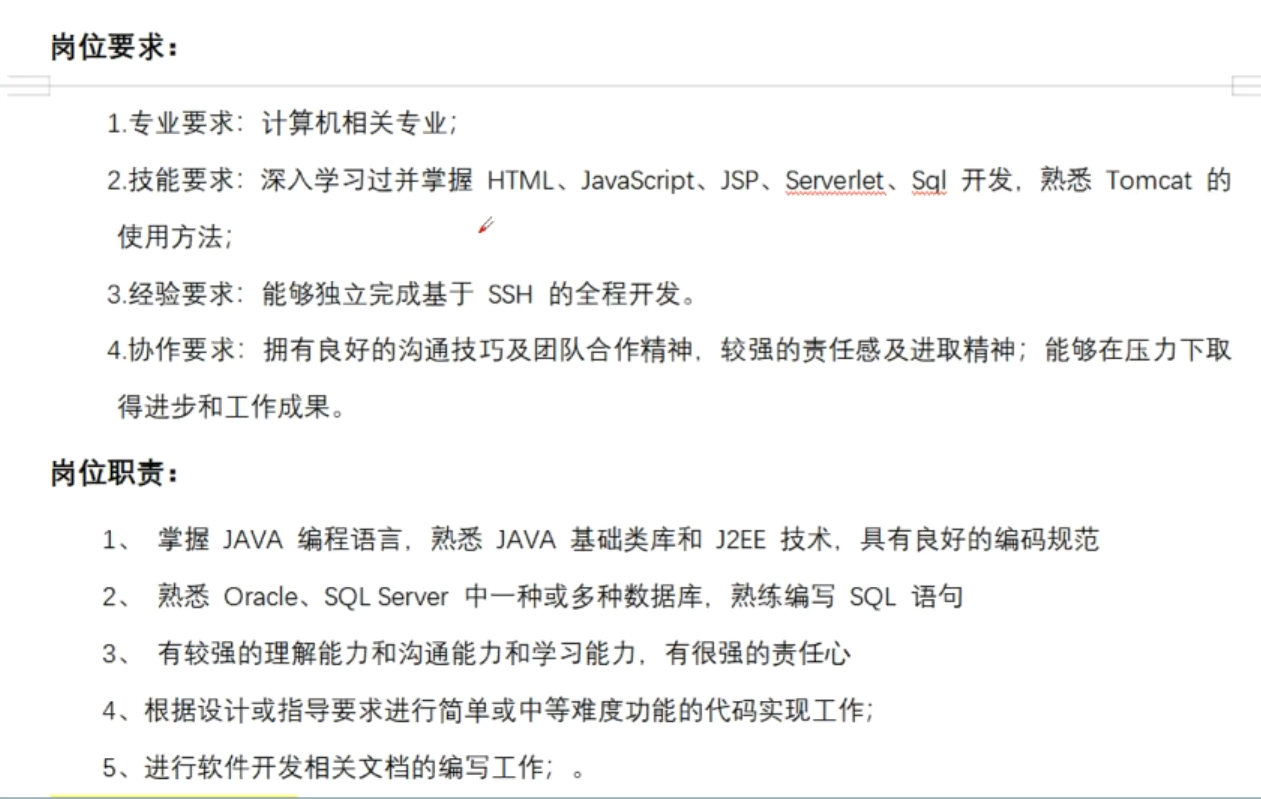 岗位要求：
1.专业要求：计算机相关专业；
2.技能要求：深入学习过并掌握 HTML、JavaScript、JSP、Serverlet、Sql 开发，熟悉 Tomcat 的
使用方法；
3.经验要求：能够独立完成基于 SSH 的全程开发。
4.协作要求：拥有良好的沟通技巧及团队合作精神，较强的责任感及进取精神；能够在压力下取
得进步和工作成果。
岗位职责：
1、 掌握 JAVA 编程语言，熟悉 JAVA 基础类库和 J2EE 技术，具有良好的编码规范
2、 熟悉 Oracle、SQL Server 中一种或多种数据库，熟练编写 SQL 语句
3、 有较强的理解能力和沟通能力和学习能力，有很强的责任心
4、根据设计或指导要求进行简单或中等难度功能的代码实现工作；
5、进行软件开发相关文档的编写工作；。